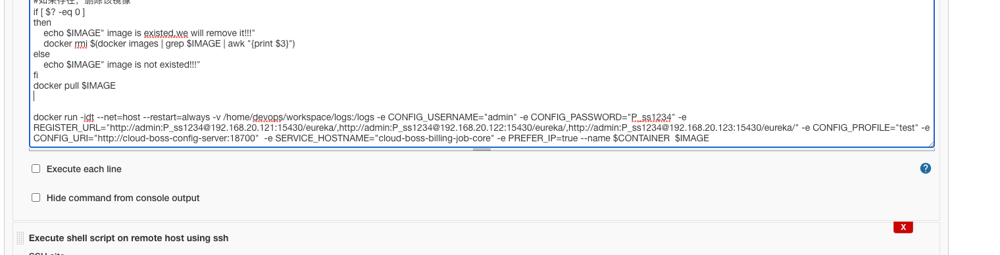 #如果存在，删除该镜像
if [ $? -eq 0 ]
then
echo $IMAGE" image is existed,we will remove it!!!"
docker rmi $(docker images | grep $IMAGE | awk "{print $3}")
else
echo $IMAGE" image is not existed!!!"
fi
docker pull $IMAGE
docker run -idt --net=host --restart=always -v /home/devops/workspace/logs:/logs -e CONFIG_USERNAME="admin" -e CONFIG_PASSWORD="P_ss1234" -e
REGISTER_URL="http://admin:P_ss1234@192.168.20.121:15430/eureka/,http://admin:P_ss1234@192.168.20.122:15430/eureka/,http://admin:P_ss1234@192.168.20.123:15430/eureka/" -e CONFIG_PROFILE="test" -e
CONFIG_URI="http://cloud-boss-config-server:18700"  -e SERVICE_HOSTNAME="cloud-boss-billing-job-core" -e PREFER_IP=true --name $CONTAINER  $IMAGE
Execute each line
?
Hide command from console output
X
Execute shell script on remote host using ssh
SSH site